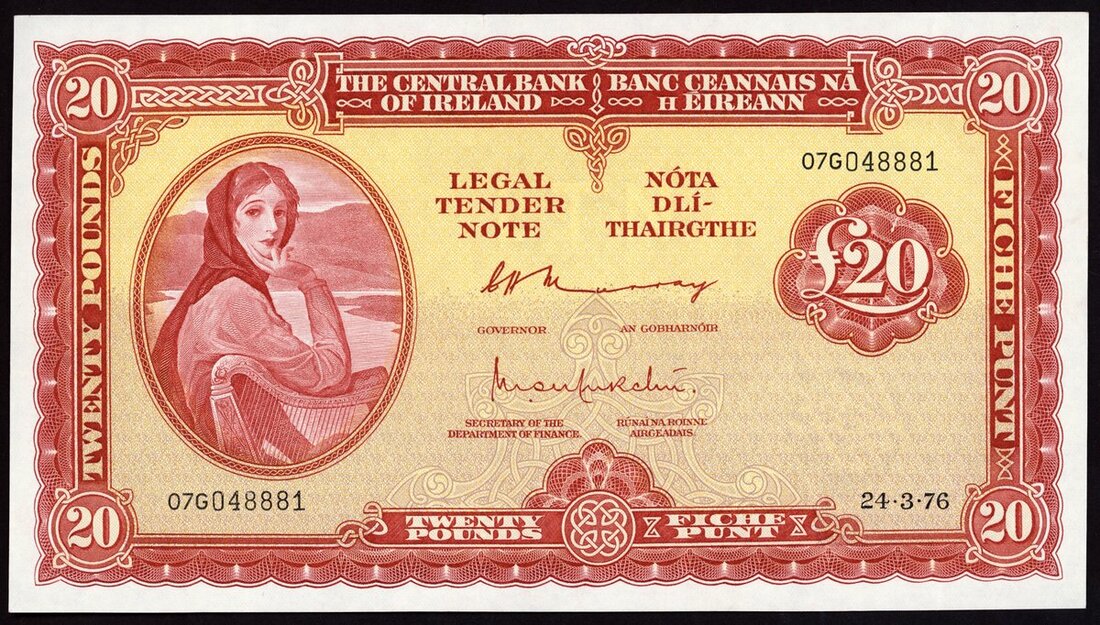 20
THE CENTRAL BANK
OF IRELAND
BANC CEANNAIS NA
H ÉIREANN
20
TWENTY POUNDS
LEGAL
TENDER
NOTE
NÓTA
DLÍ-
THAIRGTHE
07G048881
£20
FICHE PUNT
GOVERNOR
AN GOBHARNÓIR
SECRETARY OF THE
DEPARTMENT OF FINANCE.
RÚNAÍ NA ROINNE
AIRGEADAIS.
07G048881
24·3·76
20
TWENTY
POUNDS
FICHE
PUNT
20